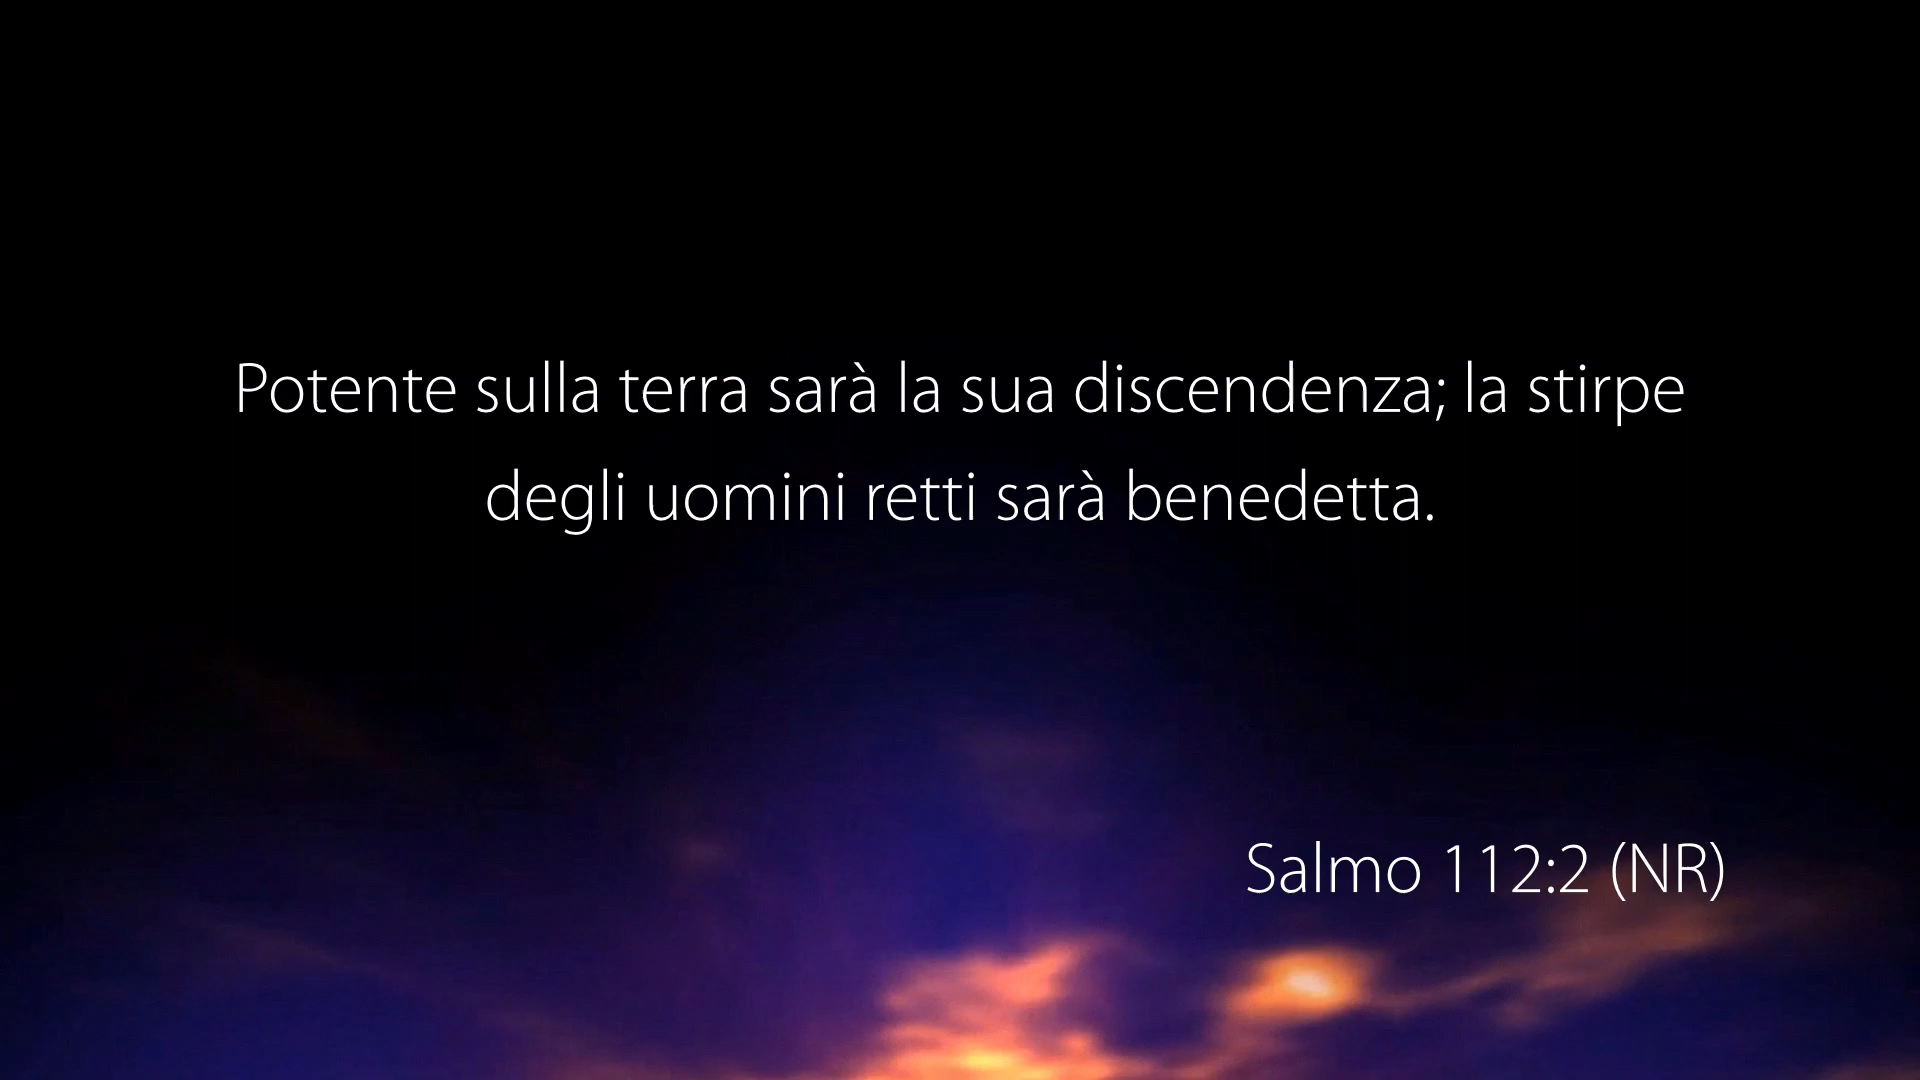 Potente sulla terra sarà la sua discendenza; la stirpe
degli uomini retti sarà benedetta.
Salmo 112:2 (NR)